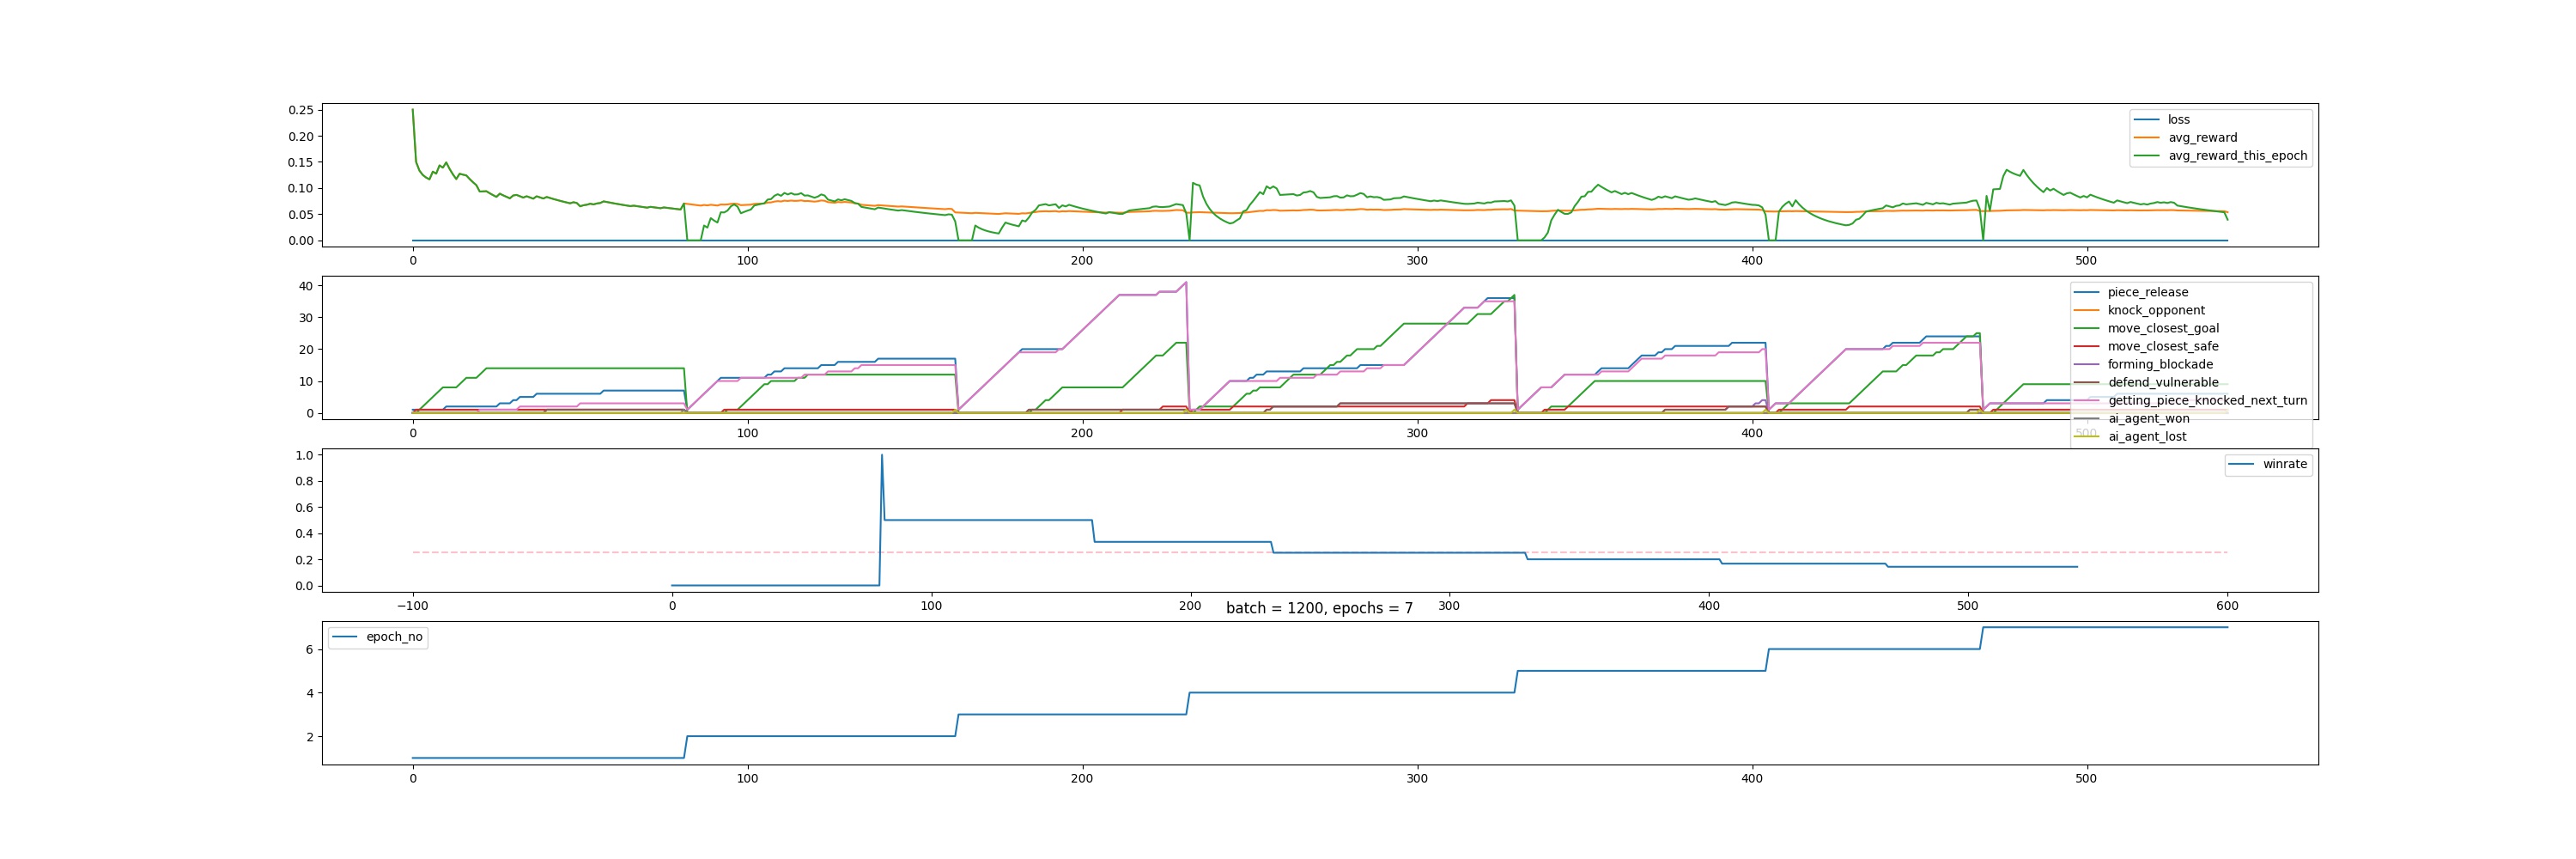 0.25
0.20
0.15
0.10
0.05
0.00
loss
avg_reward
avg_reward_this_epoch
0 100 200 300 400 500
40
30
20
10
0
piece_release
knock_opponent
move_closest_goal
move_closest_safe
forming_blockade
defend_vulnerable
getting_piece_knocked_next_turn
ai_agent_won
ai_agent_lost
0 100 200 300 400 500
1.0
0.8
0.6
0.4
0.2
0.0
winrate
−100 0 100 200 300 400 500 600
batch = 1200, epochs = 7
epoch_no
6
4
2
0 100 200 300 400 500